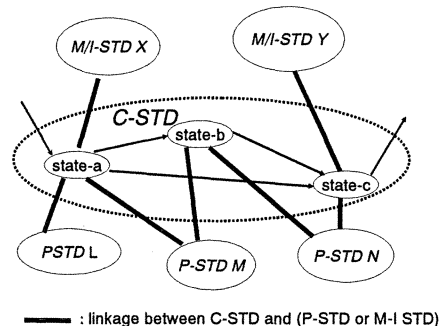 M/I-STD X
M/I-STD Y
C-STD
state-b
state-a
state-c
PSTD L
P-STD M
P-STD N
: linkage between C-STD and (P-STD or M-I STD)